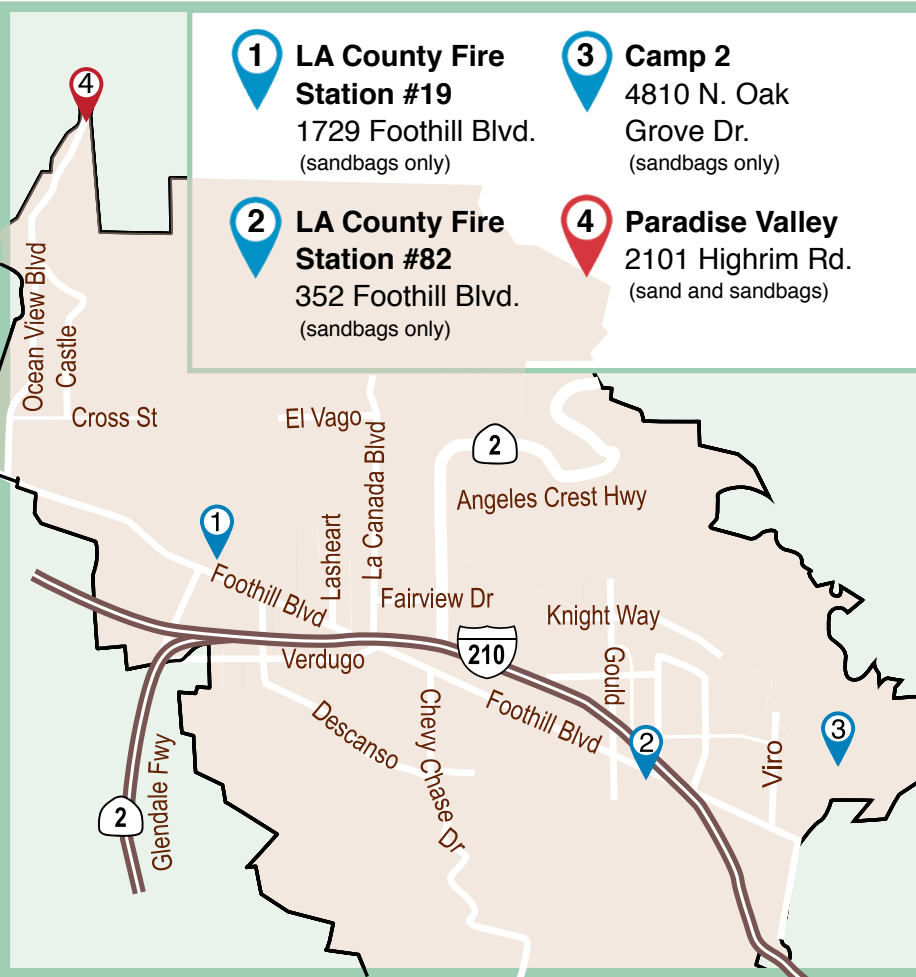 1
LA County Fire
Station #19
1729 Foothill Blvd.
(sandbags only)
2
LA County Fire
Station #82
352 Foothill Blvd.
(sandbags only)
3
Camp 2
4810 N. Oak
Grove Dr.
(sandbags only)
4
Paradise Valley
2101 Highrim Rd.
(sand and sandbags)
4
Ocean View Blvd
Castle
Cross St
El Vago
La Canada Blvd
2
Angeles Crest Hwy
1
Lasheart
Foothill Blvd
Fairview Dr
Knight Way
210
Verdugo
Gould
Foothill Blvd
Descanso
Chevy Chase Dr
2
3
Viro
Glendale Fwy
2